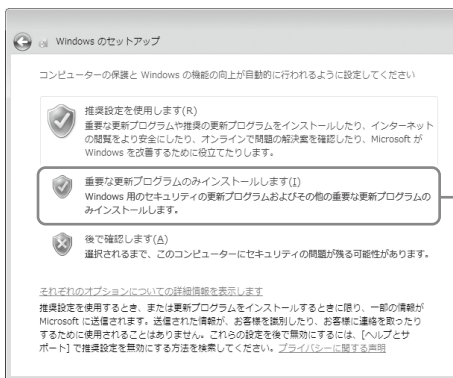 Windows のセットアップ
コンピューターの保護と Windows の機能の向上が自動的に行われるように設定してください
推奨設定を使用します(R)
重要な更新プログラムや推奨の更新プログラムをインストールしたり、インターネット
の閲覧をより安全にしたり、オンラインで問題の解決案を確認したり、Microsoft が
Windows を改善するために役立てたりします。
重要な更新プログラムのみインストールします(I)
Windows 用のセキュリティの更新プログラムおよびその他の重要な更新プログラムの
みインストールします。
後で確認します(A)
選択されるまで、このコンピューターにセキュリティの問題が残る可能性があります。
それぞれのオプションについての詳細情報を表示します
推奨設定を使用するとき、または更新プログラムをインストールするときに限り、一部の情報が
Microsoft に送信されます。送信された情報が、お客様を識別したり、お客様に連絡を取ったり
するために使用されることはありません。これらの設定を後で無効にするには、[ヘルプとサ
ポート] で推奨設定を無効にする方法を検索してください。プライバシーに関する声明